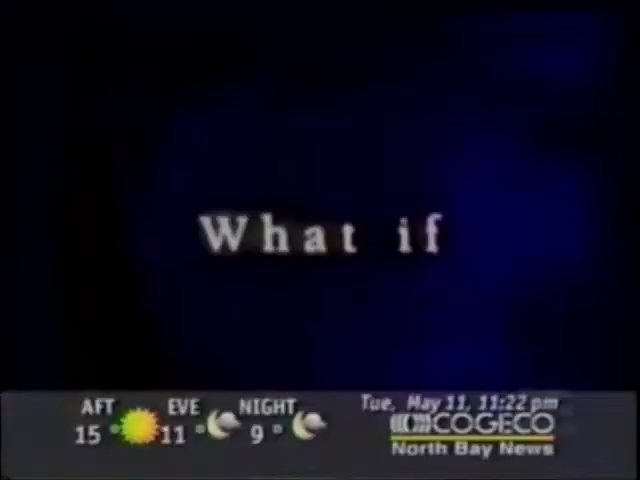 What if
AFT EVE NIGHT
15° 11° 9°
Tue, May 11, 11:22 pm
COGECO
North Bay News